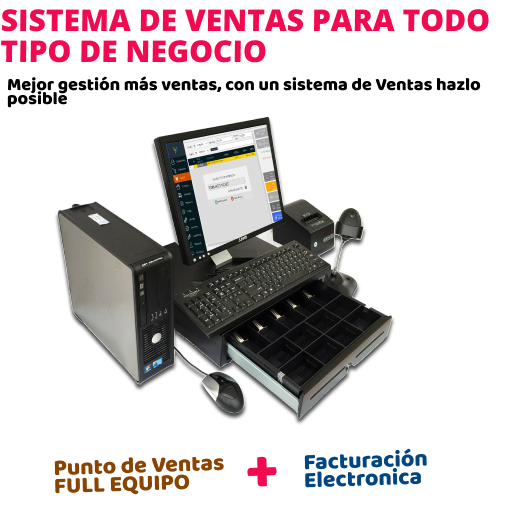 SISTEMA DE VENTAS PARA TODO
TIPO DE NEGOCIO
Mejor gestión más ventas, con un sistema de Ventas hazlo
posible
Punto de Ventas
FULL EQUIPO
+
Facturación
Electronica